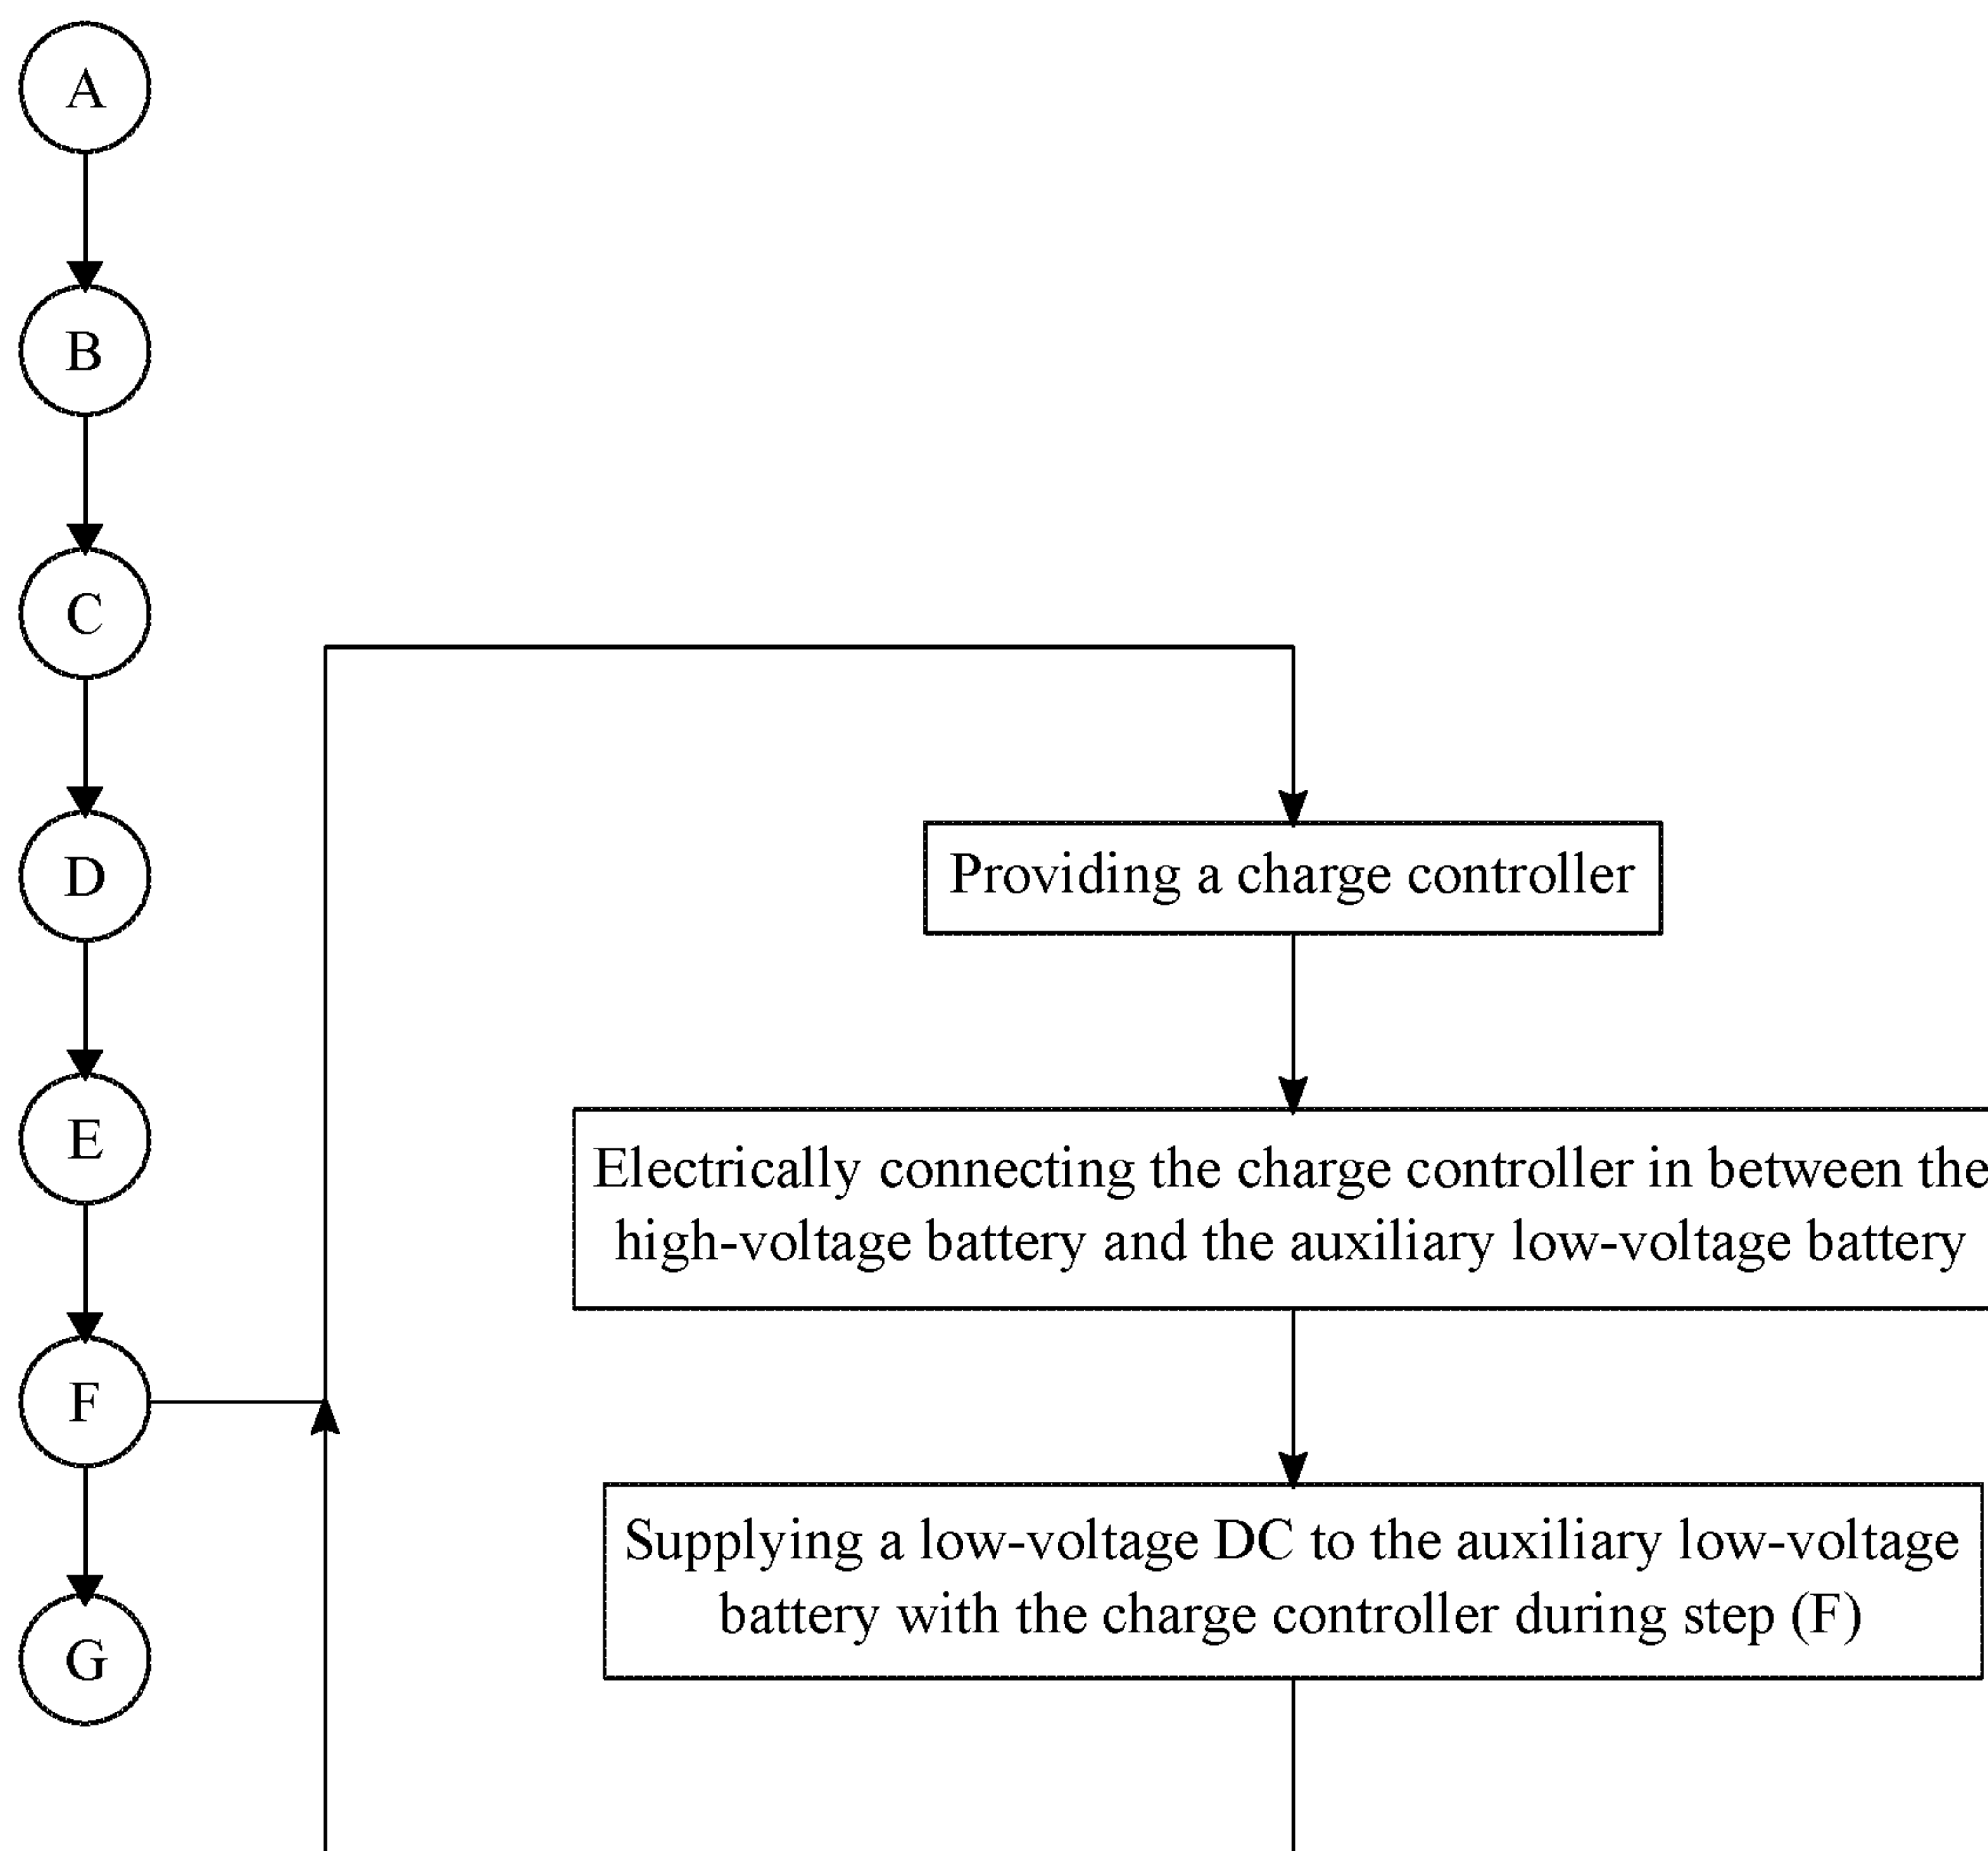 A
B
C
D
E
F
G
Providing a charge controller
Electrically connecting the charge controller in between the
high-voltage battery and the auxiliary low-voltage battery
Supplying a low-voltage DC to the auxiliary low-voltage
battery with the charge controller during step (F)